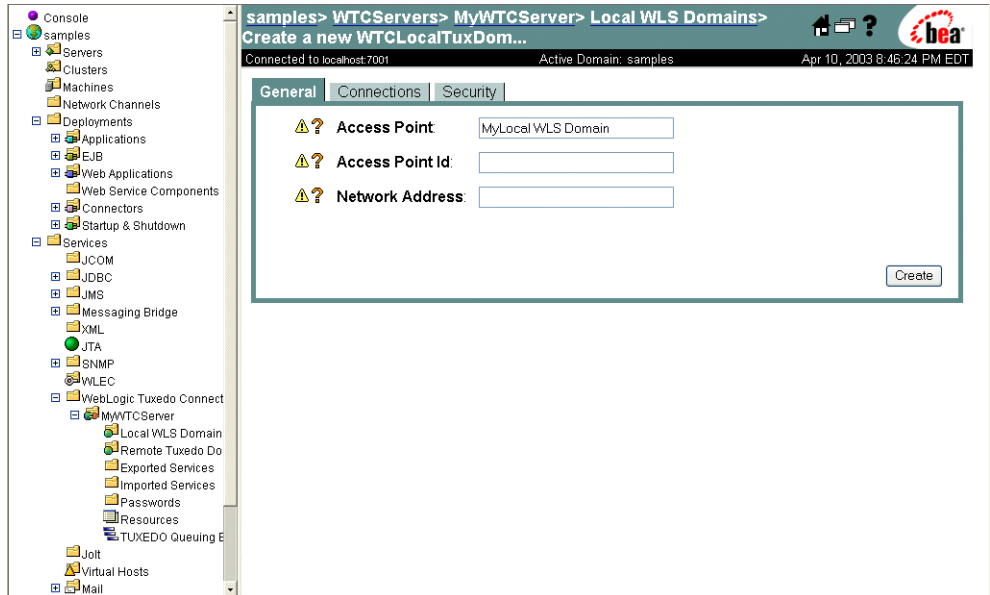 Console
samples
Servers
Clusters
Machines
Network Channels
Deployments
Applications
EJB
Web Applications
Web Service Components
Connectors
Startup & Shutdown
Services
JCOM
JDBC
JMS
Messaging Bridge
XML
JTA
SNMP
WLEC
WebLogic Tuxedo Connect
MyWTCServer
Local WLS Domain
Remote Tuxedo Do
Exported Services
Imported Services
Passwords
Resources
TUXEDO Queuing E
Jolt
Virtual Hosts
Mail
samples> WTCServers> MyWTCServer> Local WLS Domains>
Create a new WTCLocalTuxDom...
?
bea
Connected to localhost:7001 Active Domain: samples Apr 10, 2003 8:46:24 PM EDT
General Connections Security
? Access Point: MyLocal WLS Domain
? Access Point Id:
? Network Address:
Create